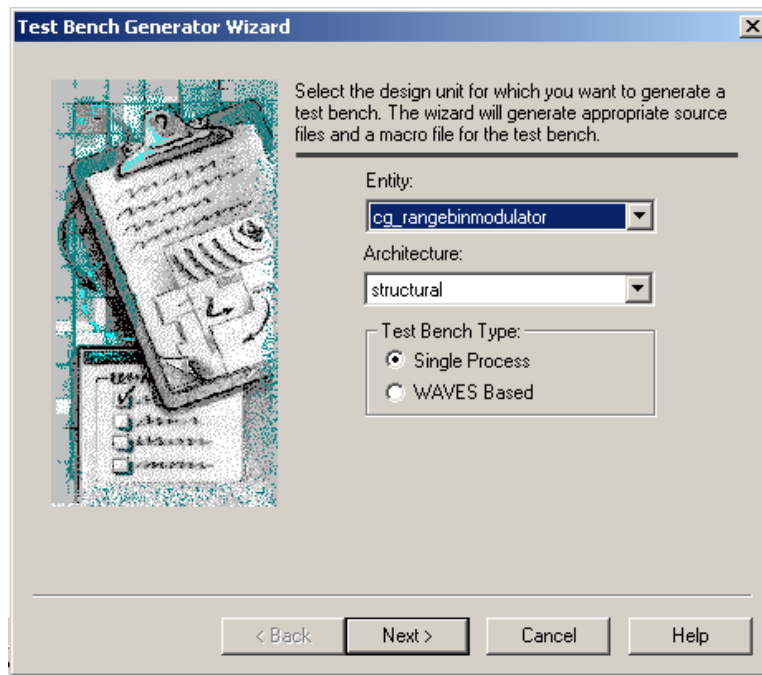 Test Bench Generator Wizard
Select the design unit for which you want to generate a
test bench. The wizard will generate appropriate source
files and a macro file for the test bench.
Entity:
cg_rangebinmodulator
Architecture:
structural
Test Bench Type:
Single Process
WAVES Based
< Back
Next >
Cancel
Help